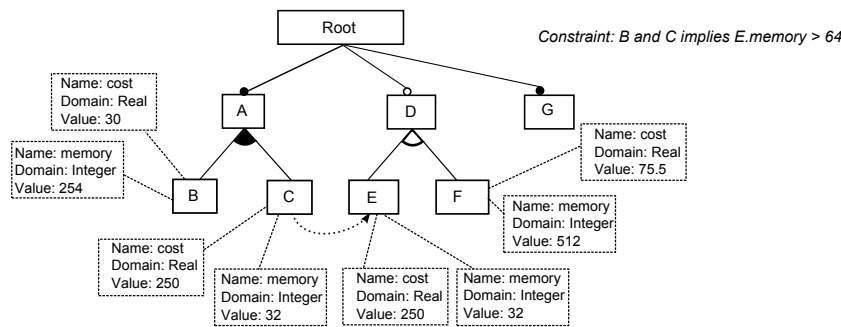 Root
Constraint: B and C implies E.memory > 64
Name: cost
Domain: Real
Value: 30
A
D
G
Name: memory
Domain: Integer
Value: 254
Name: cost
Domain: Real
Value: 75.5
B
C
E
F
Name: memory
Domain: Integer
Value: 512
Name: cost
Domain: Real
Value: 250
Name: memory
Domain: Integer
Value: 32
Name: cost
Domain: Real
Value: 250
Name: memory
Domain: Integer
Value: 32